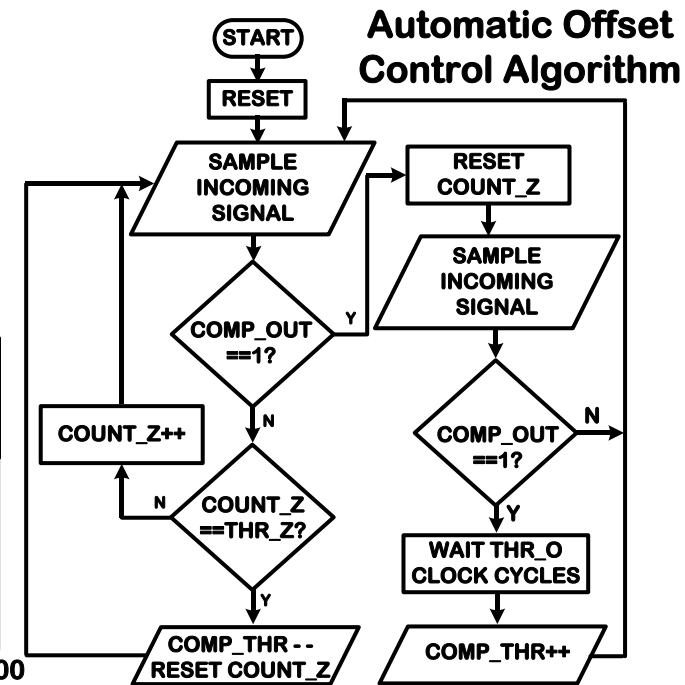 Automatic Offset
Control Algorithm
START
RESET
SAMPLE
INCOMING
SIGNAL
COMP_OUT
==1?
Y
N
COUNT_Z++
N
COUNT_Z
==THR_Z?
Y
COMP_THR --
RESET COUNT_Z
RESET
COUNT_Z
SAMPLE
INCOMING
SIGNAL
COMP_OUT
==1?
N
Y
WAIT THR_O
CLOCK CYCLES
COMP_THR++
00